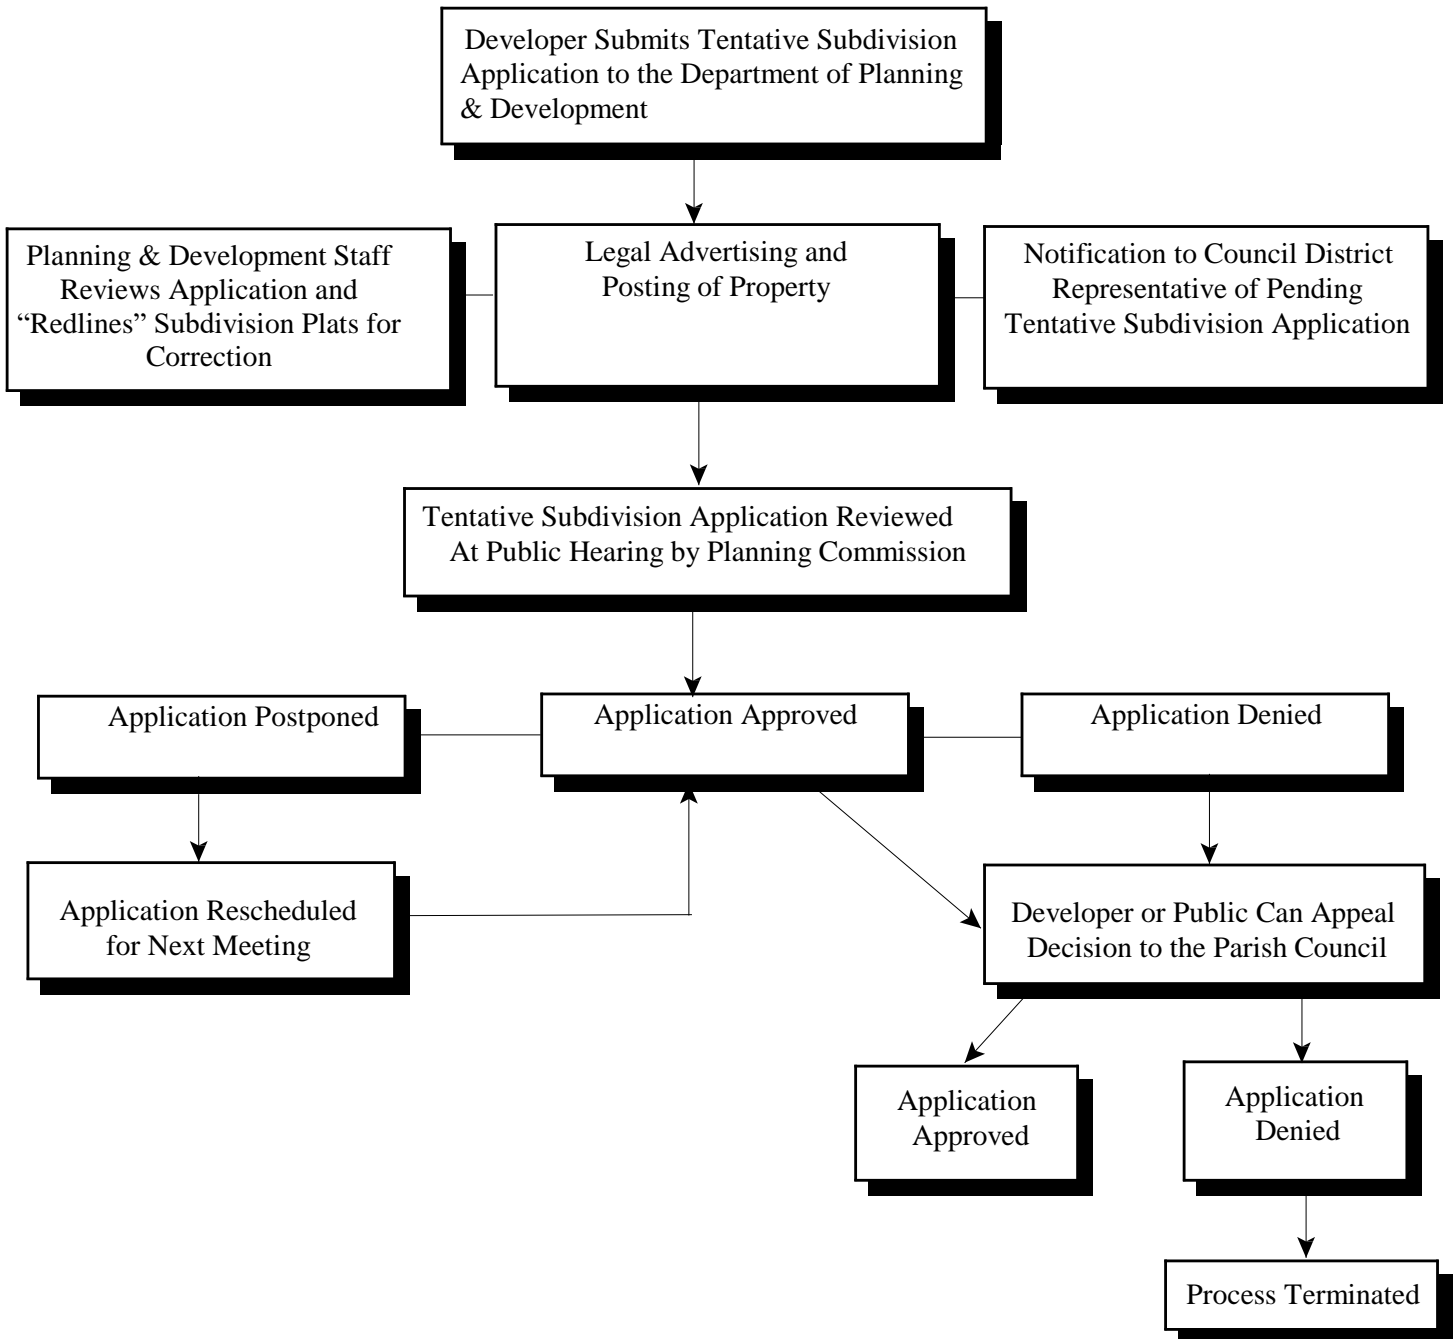 Developer Submits Tentative Subdivision
Application to the Department of Planning
& Development
Planning & Development Staff
Reviews Application and
“Redlines” Subdivision Plats for
Correction
Legal Advertising and
Posting of Property
Notification to Council District
Representative of Pending
Tentative Subdivision Application
Tentative Subdivision Application Reviewed
At Public Hearing by Planning Commission
Application Postponed
Application Approved
Application Denied
Application Rescheduled
for Next Meeting
Developer or Public Can Appeal
Decision to the Parish Council
Application
Approved
Application
Denied
Process Terminated